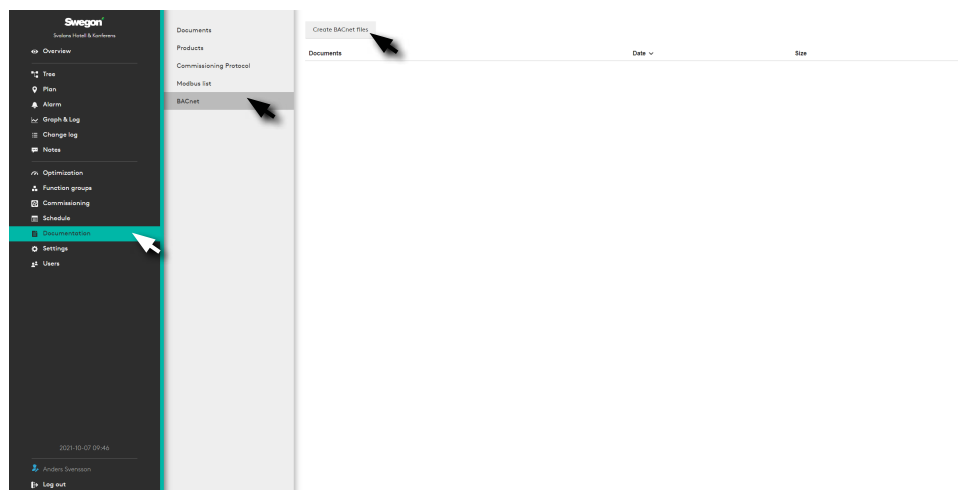 Swegon
Svalans Hotell & Konferens
Overview
Tree
Plan
Alarm
Graph & Log
Change log
Notes
Optimization
Function groups
Commissioning
Schedule
Documentation
Settings
Users
2021-10-07 09:46
Anders Svensson
Log out
Documents
Products
Commissioning Protocol
Modbus list
BACnet
Create BACnet files
Documents Date Size